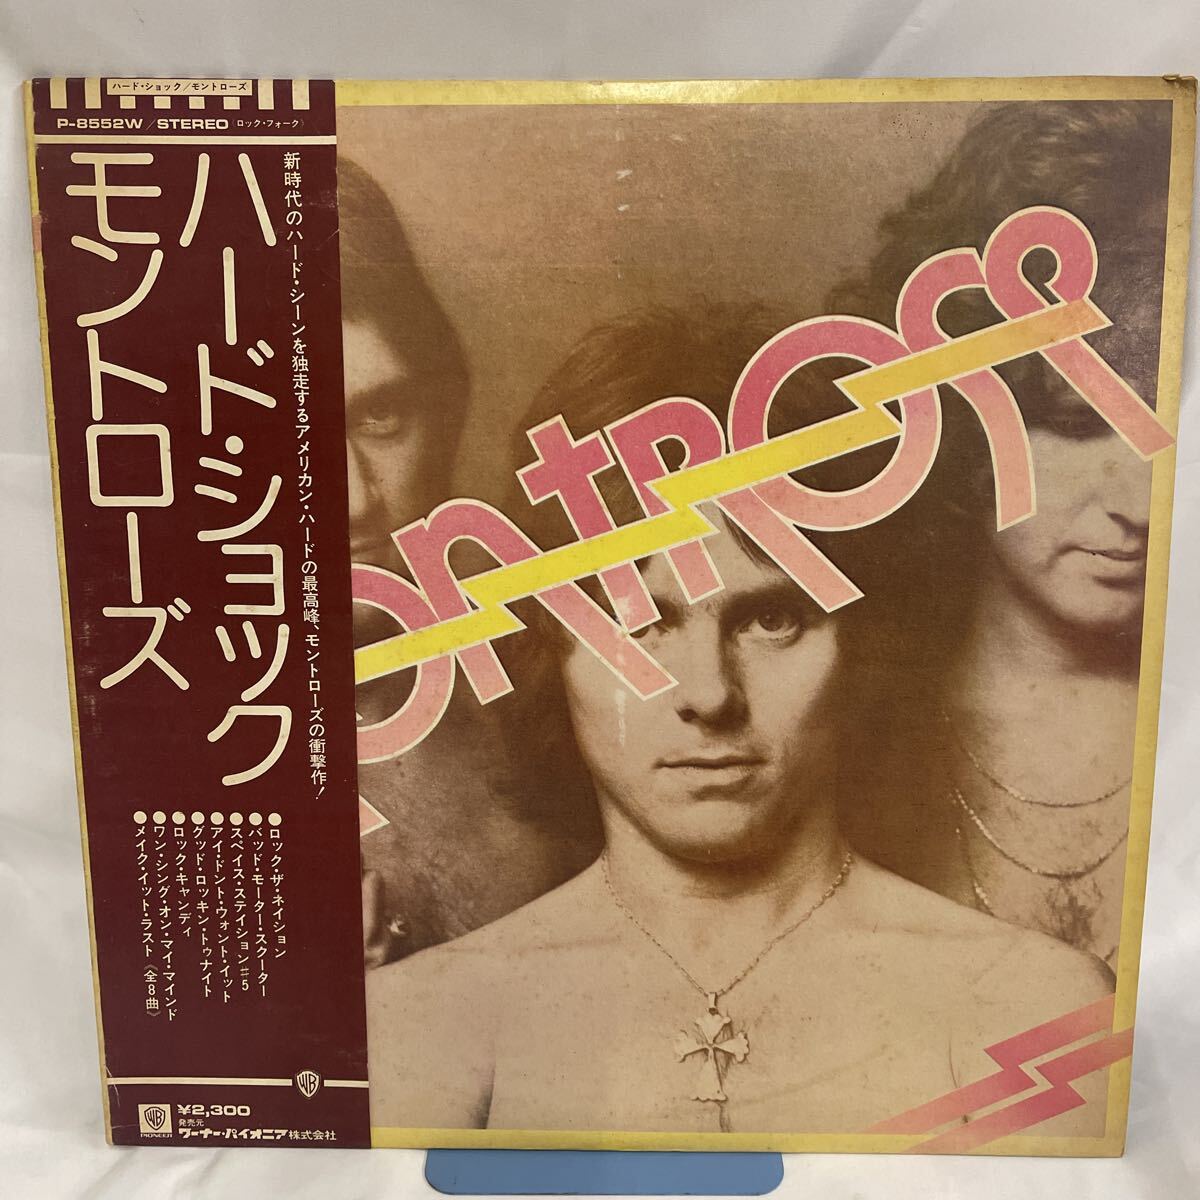 ハード・ショック/モントローズ
P-8552W/STEREO(ロック・フォーク)
ハード・ショック
モントローズ
新時代のハード・シーンを独走するアメリカン・ハードの最高峰、モントローズの衝撃作!
●ロック・ザ・ネイション
●バッド・モーター・スクーター
●スペイス・ステイション#5
●アイ・ドント・ウォント・イット
●グッド・ロッキン・トゥナイト
●ロック・キャンディ
●ワン・シング・オン・マイ・マインド
●メイク・イット・ラスト《全8曲》
WB
WB
PIONEER
¥2,300
発売元
ワーナー・パイオニア株式会社
ONTROSE